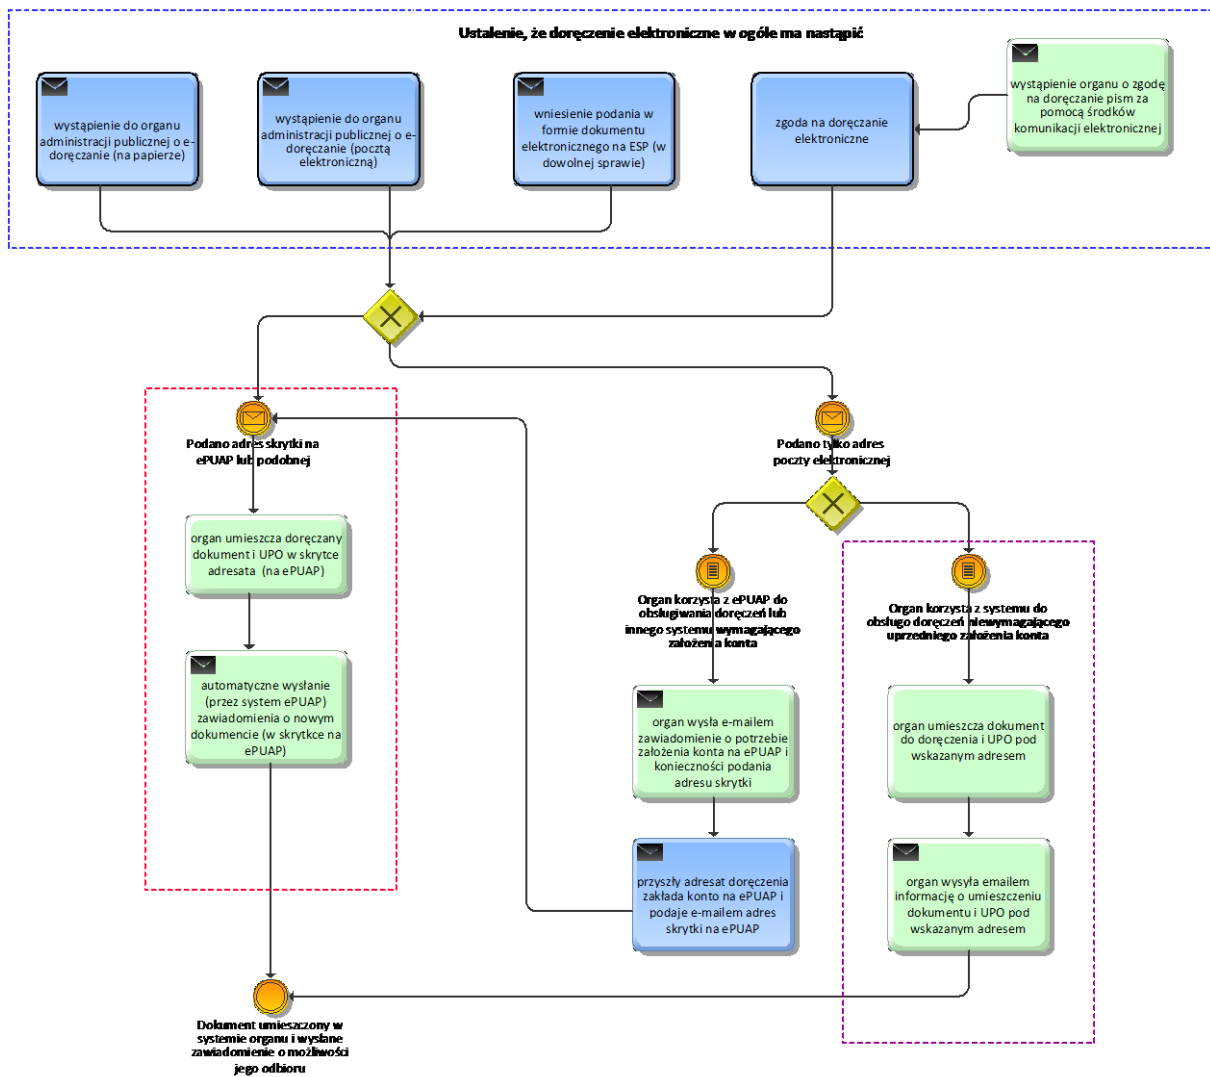 Ustalenie, że doręczenie elektroniczne w ogóle ma nastąpić
wystąpienie do organu
administracji publicznej o e-
doręczanie (na papierze)
wystąpienie do organu
administracji publicznej o e-
doręczanie (pocztą
elektroniczną)
wniesienie podania w
formie dokumentu
elektronicznego na ESP (w
dowolnej sprawie)
zgoda na doręczanie
elektroniczne
wystąpienie organu o zgodę
na doręczanie pism za
pomocą środków
komunikacji elektronicznej
Podano adres skrytki na
ePUAP lub podobnej
Podano tylko adres
poczty elektronicznej
organ umieszcza doręczany
dokument i UPO w skrytce
adresata (na ePUAP)
automatyczne wysłanie
(przez system ePUAP)
zawiadomienia o nowym
dokumencie (w skrytkce na
ePUAP)
Organ korzysta z ePUAP do
obsługiwania doręczeń lub
innego systemu wymagającego
założenia konta
Organ korzysta z systemu do
obsługo doręczeń niewymagającego
uprzedniego założenia konta
organ wysła e-mailem
zawiadomienie o potrzebie
założenia konta na ePUAP i
konieczności podania
adresu skrytki
organ umieszcza dokument
do doręczenia i UPO pod
wskazanym adresem
przyszły adresat doręczenia
zakłada konto na ePUAP i
podaje e-mailem adres
skrytki na ePUAP
organ wysyła emailem
informację o umieszczeniu
dokumentu i UPO pod
wskazanym adresem
Dokument umieszczony w
systemie organu i wysłane
zawiadomienie o możliwości
jego odbioru